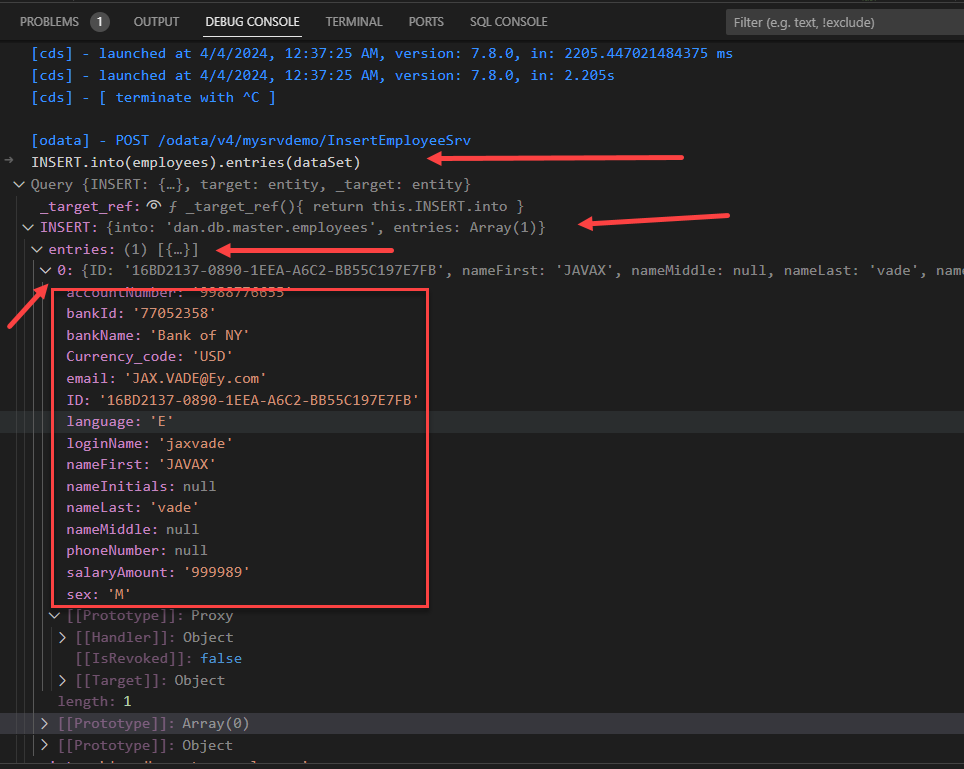 PROBLEMS 1 OUTPUT DEBUG CONSOLE TERMINAL PORTS SQL CONSOLE Filter (e.g. text, !exclude)
[cds] - launched at 4/4/2024, 12:37:25 AM, version: 7.8.0, in: 2205.447021484375 ms
[cds] - launched at 4/4/2024, 12:37:25 AM, version: 7.8.0, in: 2.205s
[cds] - [ terminate with ^C ]
[odata] - POST /odata/v4/mysrvdemo/InsertEmployeeSrv
INSERT.into(employees).entries(dataSet)
Query {INSERT: {…}, target: entity, _target: entity}
_target_ref: ƒ _target_ref(){ return this.INSERT.into }
INSERT: {into: 'dan.db.master.employees', entries: Array(1)}
entries: (1) [{…}]
0: {ID: '16BD2137-0890-1EEA-A6C2-BB55C197E7FB', nameFirst: 'JAVAX', nameMiddle: null, nameLast: 'vade', name
accountNumber: '9988776655'
bankId: '77052358'
bankName: 'Bank of NY'
Currency_code: 'USD'
email: 'JAX.VADE@Ey.com'
ID: '16BD2137-0890-1EEA-A6C2-BB55C197E7FB'
language: 'E'
loginName: 'jaxvade'
nameFirst: 'JAVAX'
nameInitials: null
nameLast: 'vade'
nameMiddle: null
phoneNumber: null
salaryAmount: '999989'
sex: 'M'
[[Prototype]]: Proxy
[[Handler]]: Object
[[IsRevoked]]: false
[[Target]]: Object
length: 1
[[Prototype]]: Array(0)
[[Prototype]]: Object